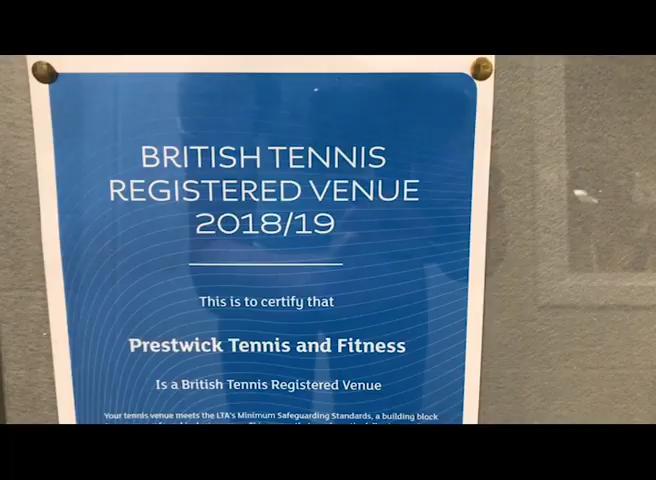 BRITISH TENNIS
REGISTERED VENUE
2018/19
This is to certify that
Prestwick Tennis and Fitness
Is a British Tennis Registered Venue
Your tennis venue meets the LTA's Minimum Safeguarding Standards, a building block